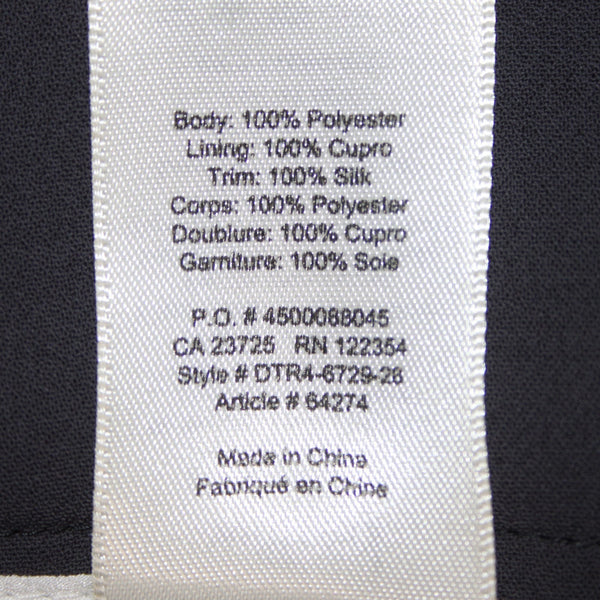 Body: 100% Polyester
Lining: 100% Cupro
Trim: 100% Silk
Corps: 100% Polyester
Doublure: 100% Cupro
Garniture: 100% Soie
P.O. # 4500088045
CA 23725 RN 122354
Style # DTR4-6729-26
Article # 64274
Made in China
Fabriqué en Chine